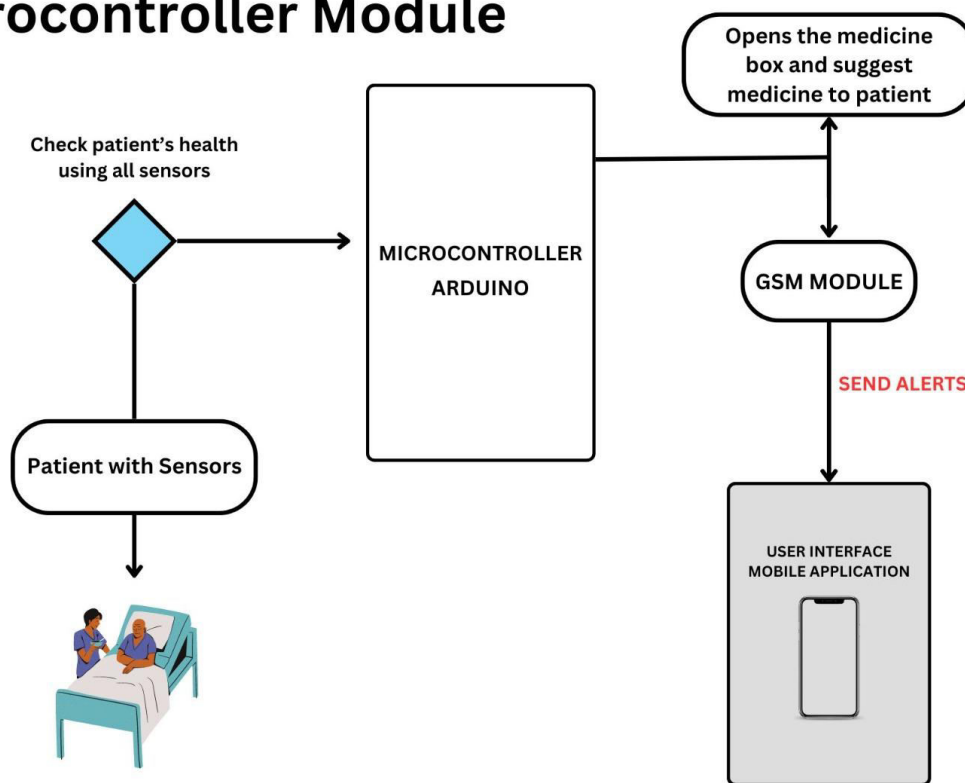 rocontroller Module
Opens the medicine
box and suggest
medicine to patient
Check patient’s health
using all sensors
MICROCONTROLLER
ARDUINO
GSM MODULE
SEND ALERTS
Patient with Sensors
USER INTERFACE
MOBILE APPLICATION